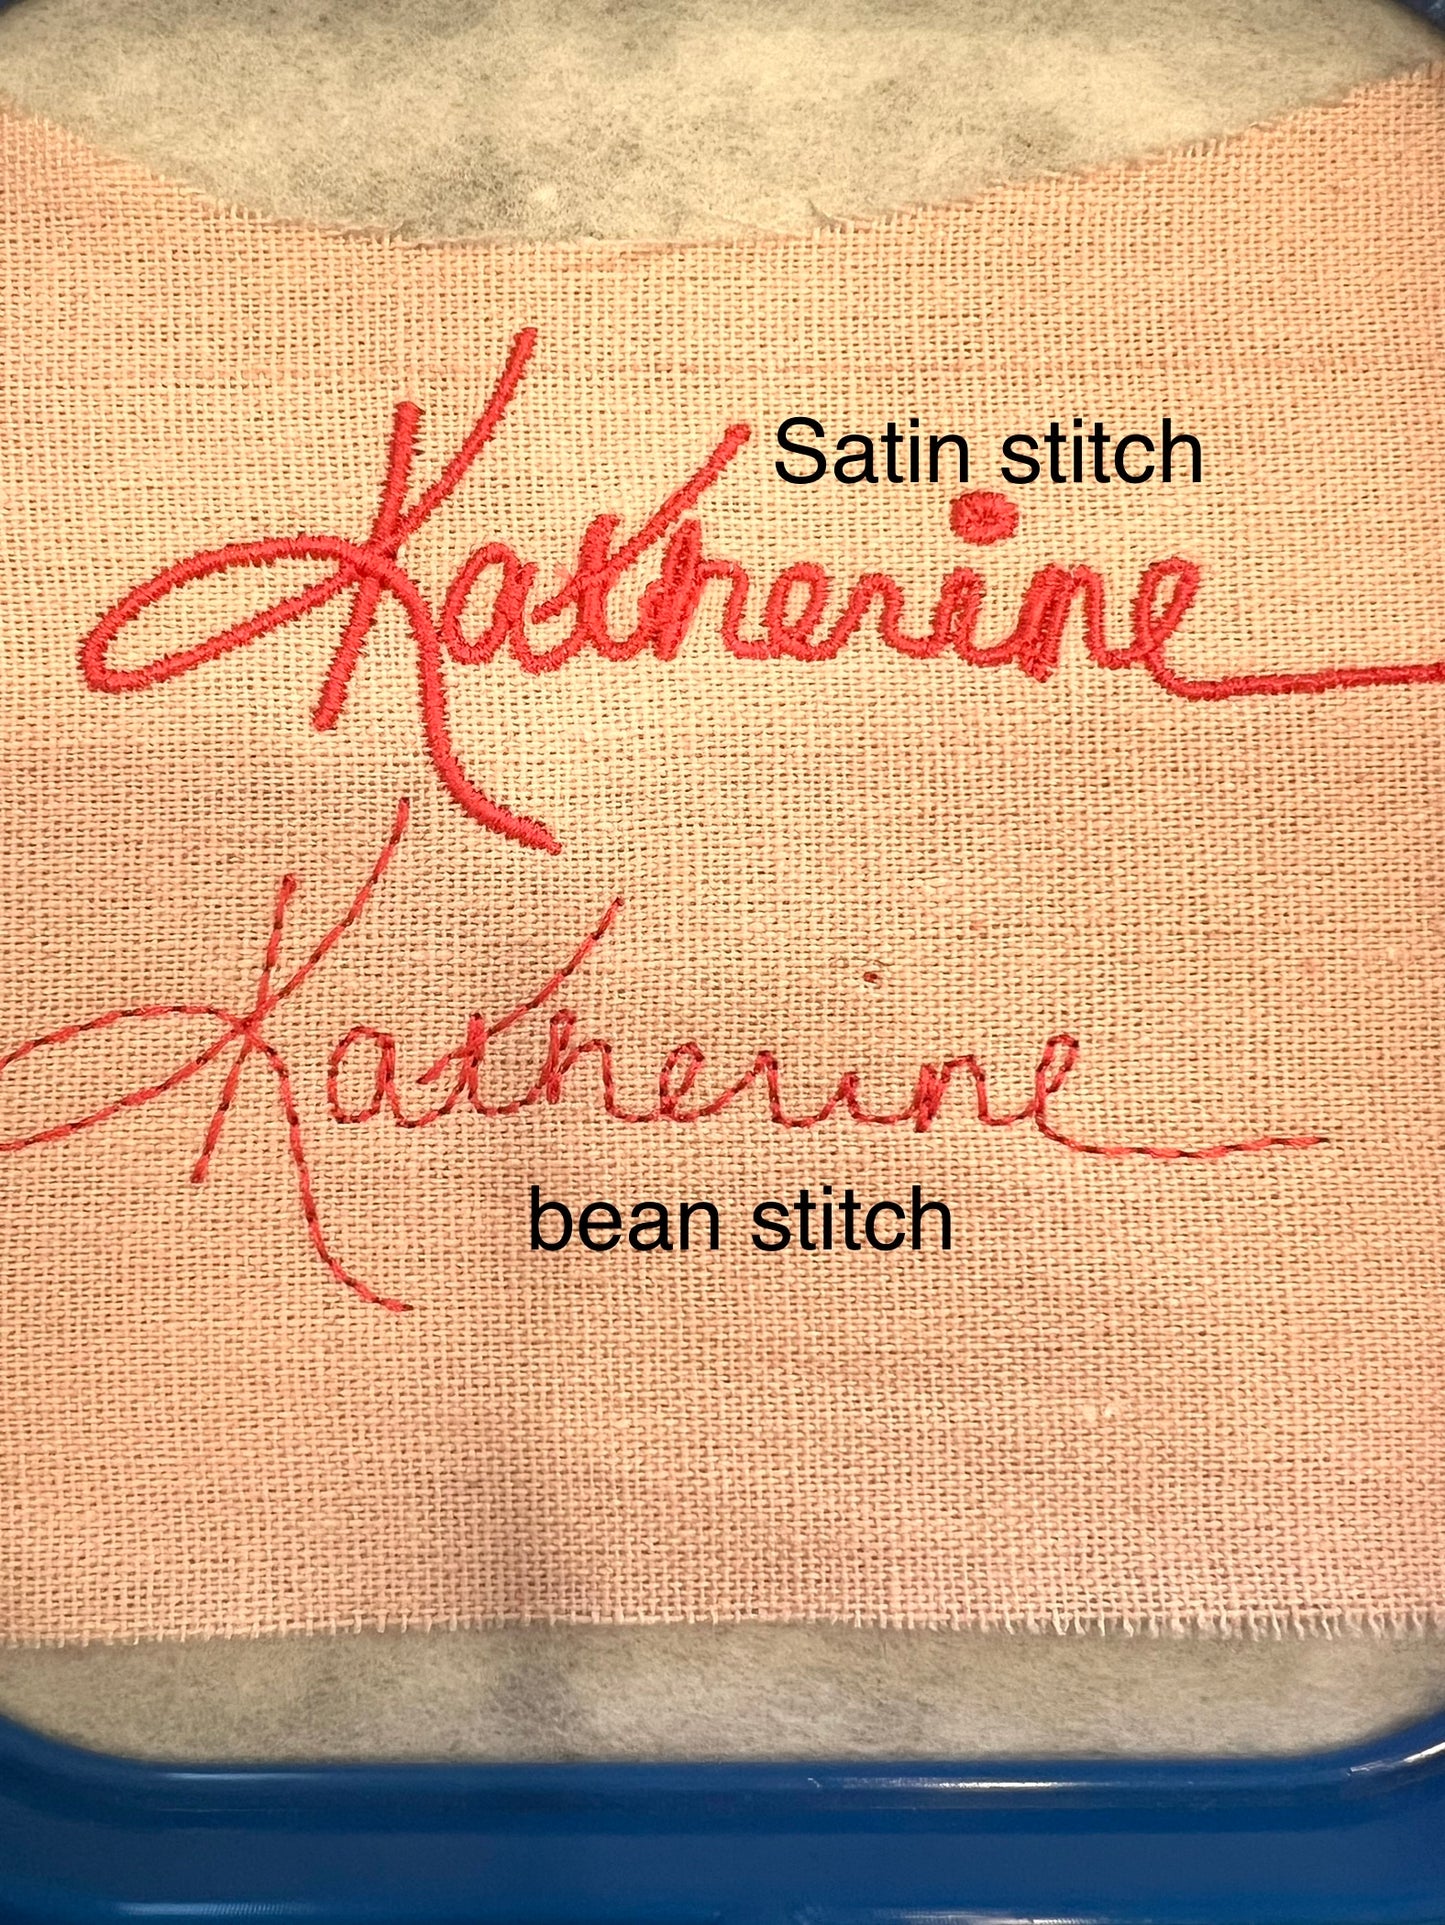 Katherine
Satin stitch
Katherine
bean stitch